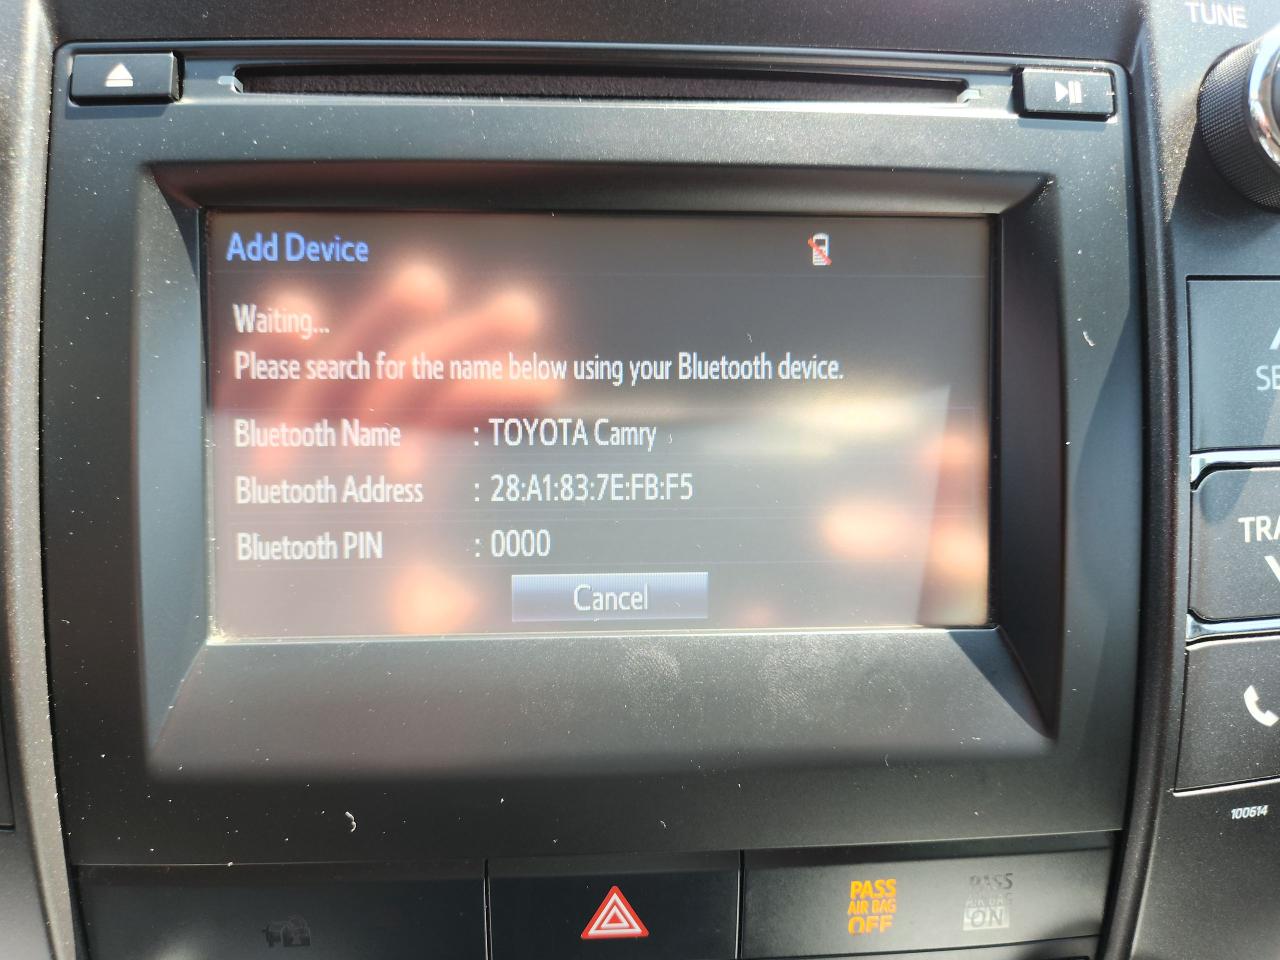 TUNE
Add Device
Waiting...
Please search for the name below using your Bluetooth device.
Bluetooth Name : TOYOTA Camry
Bluetooth Address : 28:A1:83:7E:FB:F5
Bluetooth PIN : 0000
Cancel
SE
TRA
100614
PASS
AIR BAG
OFF
PASS
AIR BAG
ON